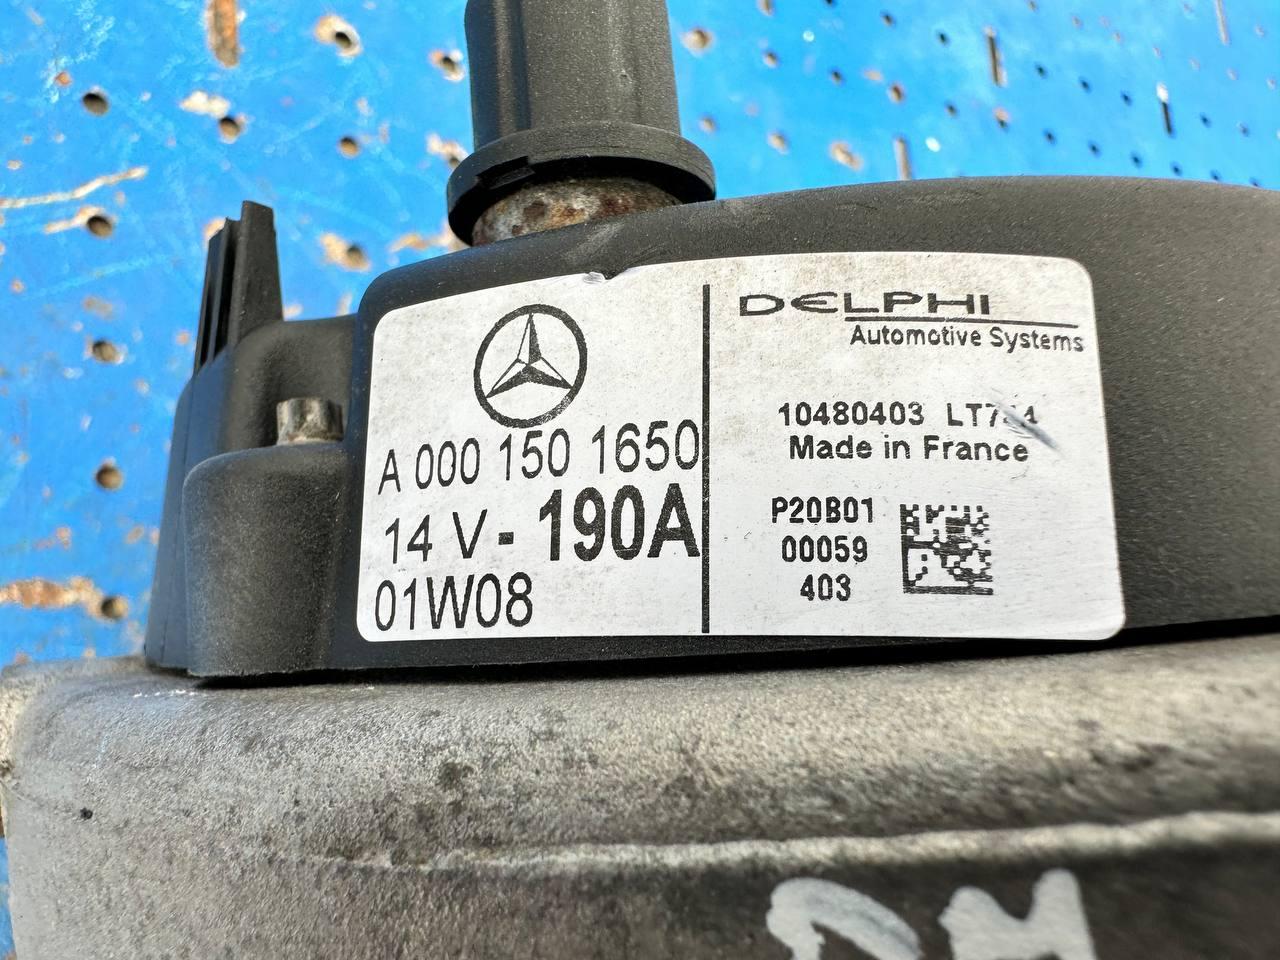 A 000 150 1650
14 V - 190A
01W08
DELPHI
Automotive Systems
10480403
Made in France
P20B01
00059
403